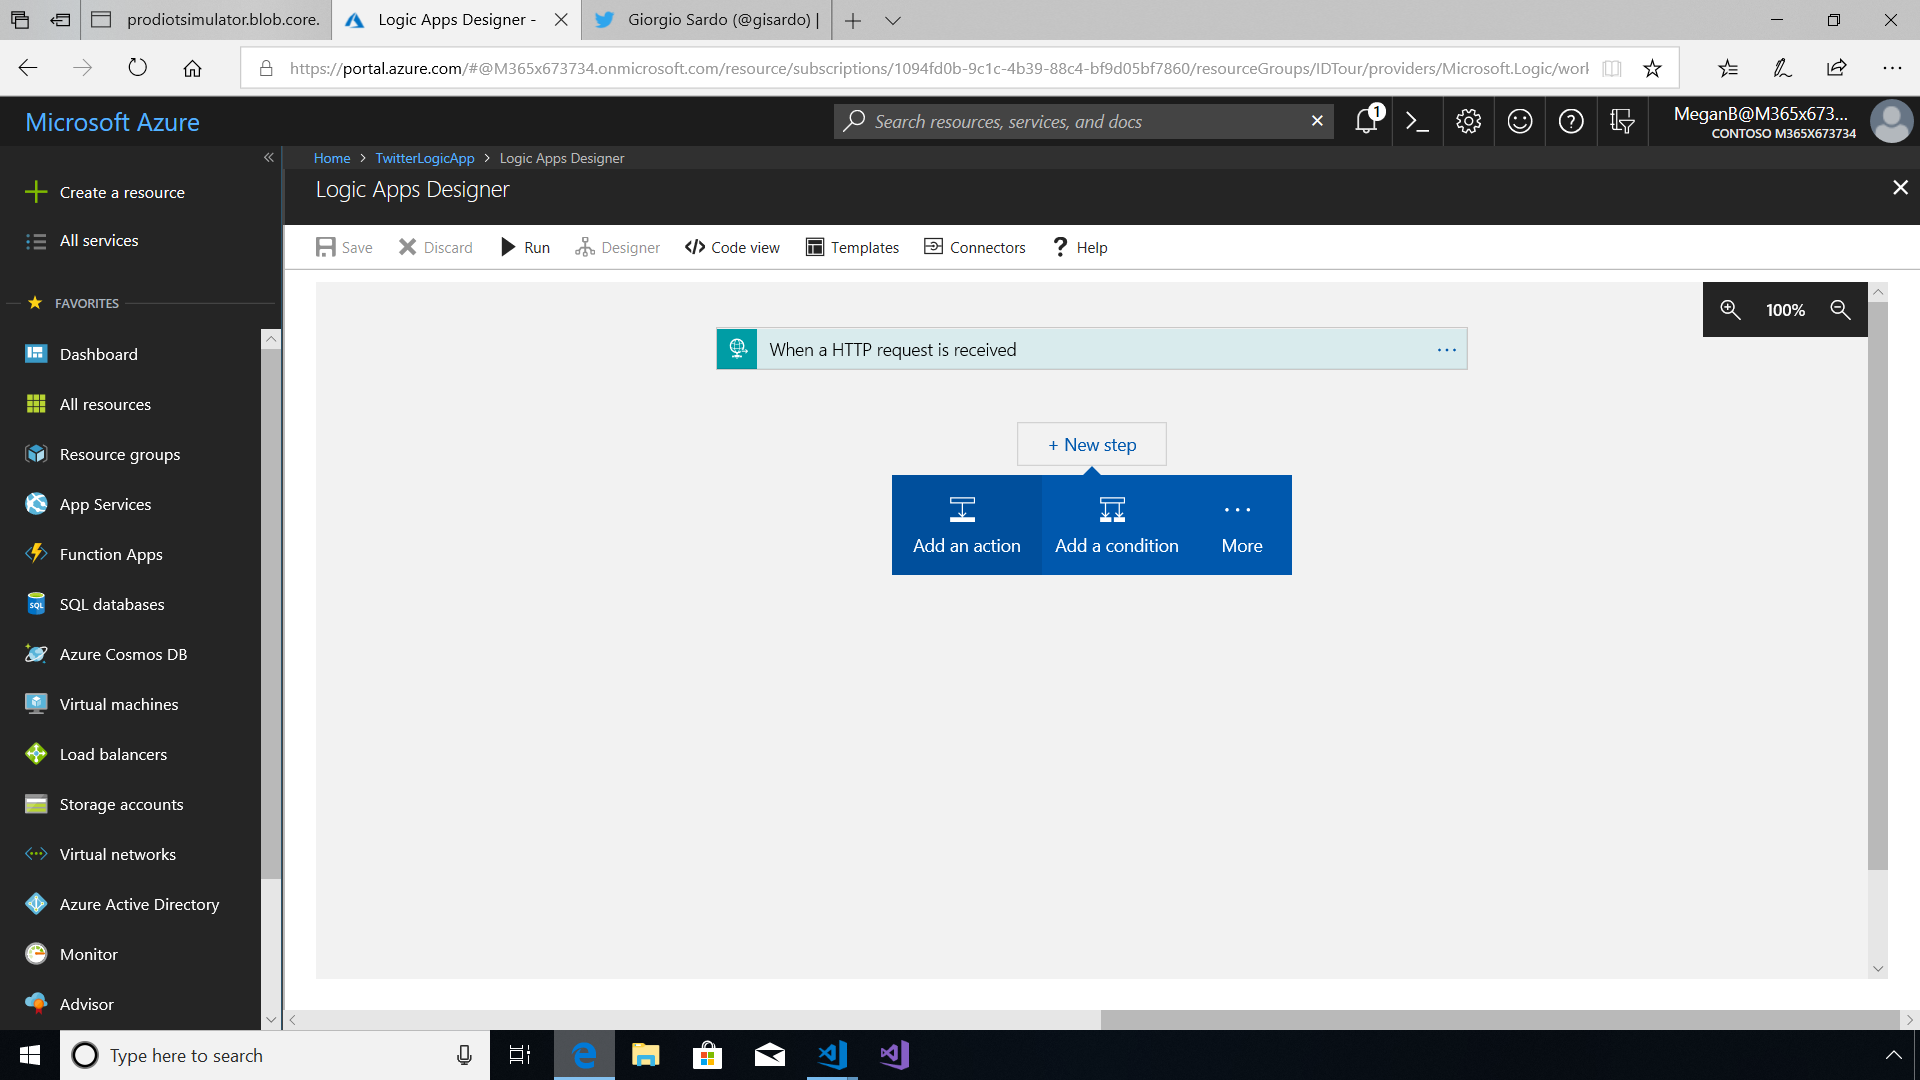 prodiotsimulator.blob.core.
Logic Apps Designer -
Giorgio Sardo (@gisardo) |
https://portal.azure.com/#@M365x673734.onmicrosoft.com/resource/subscriptions/1094fd0b-9c1c-4b39-88c4-bf9d05bf7860/resourceGroups/IDTour/providers/Microsoft.Logic/work
Microsoft Azure
Search resources, services, and docs
1
MeganB@M365x673...
CONTOSO M365X673734
Home > TwitterLogicApp > Logic Apps Designer
Logic Apps Designer
Create a resource
All services
FAVORITES
Dashboard
All resources
Resource groups
App Services
Function Apps
SQL databases
Azure Cosmos DB
Virtual machines
Load balancers
Storage accounts
Virtual networks
Azure Active Directory
Monitor
Advisor
Save
Discard
Run
Designer
Code view
Templates
Connectors
Help
100%
When a HTTP request is received
+ New step
Add an action
Add a condition
More
SQL
Type here to search